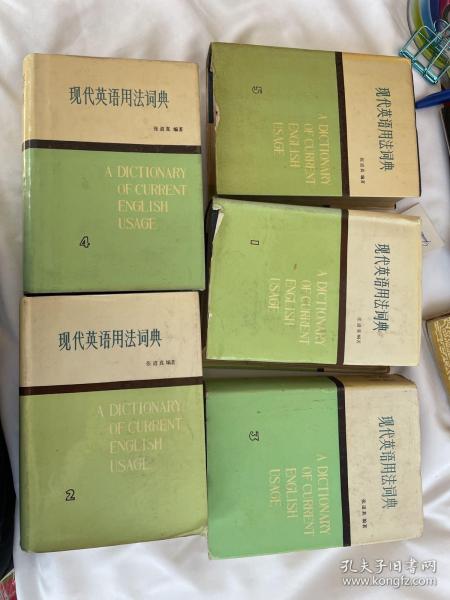 现代英语用法词典
张道真 编著
A DICTIONARY
OF CURRENT
ENGLISH
USAGE
4
现代英语用法词典
张道真 编著
A DICTIONARY
OF CURRENT
ENGLISH
USAGE
5
现代英语用法词典
张道真 编著
A DICTIONARY
OF CURRENT
ENGLISH
USAGE
1
现代英语用法词典
张道真 编著
A DICTIONARY
OF CURRENT
ENGLISH
USAGE
2
现代英语用法词典
张道真 编著
A DICTIONARY
OF CURRENT
ENGLISH
USAGE
3
孔夫子旧书网
www.kongfz.com